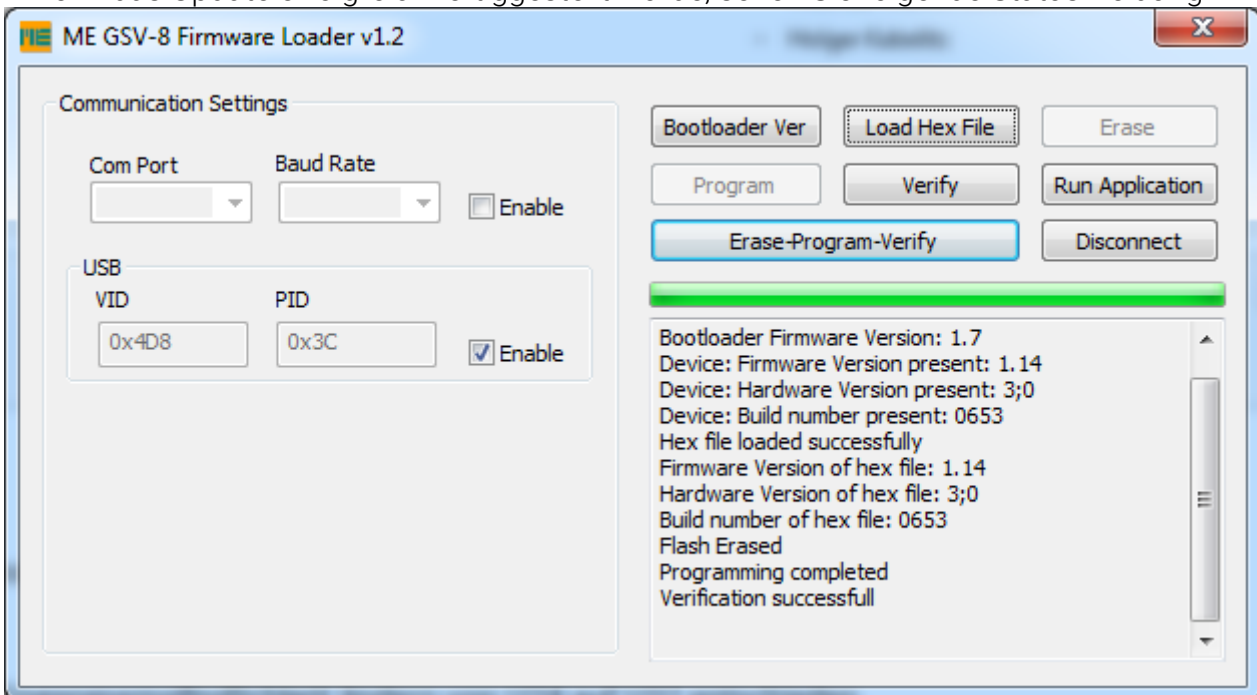 ME GSV-8 Firmware Loader v1.2
Communication Settings
Com Port
Baud Rate
Enable
USB
VID
PID
0x4D8
0x3C
Enable
Bootloader Ver
Load Hex File
Erase
Program
Verify
Run Application
Erase-Program-Verify
Disconnect
Bootloader Firmware Version: 1.7
Device: Firmware Version present: 1.14
Device: Hardware Version present: 3;0
Device: Build number present: 0653
Hex file loaded successfully
Firmware Version of hex file: 1.14
Hardware Version of hex file: 3;0
Build number of hex file: 0653
Flash Erased
Programming completed
Verification successfull